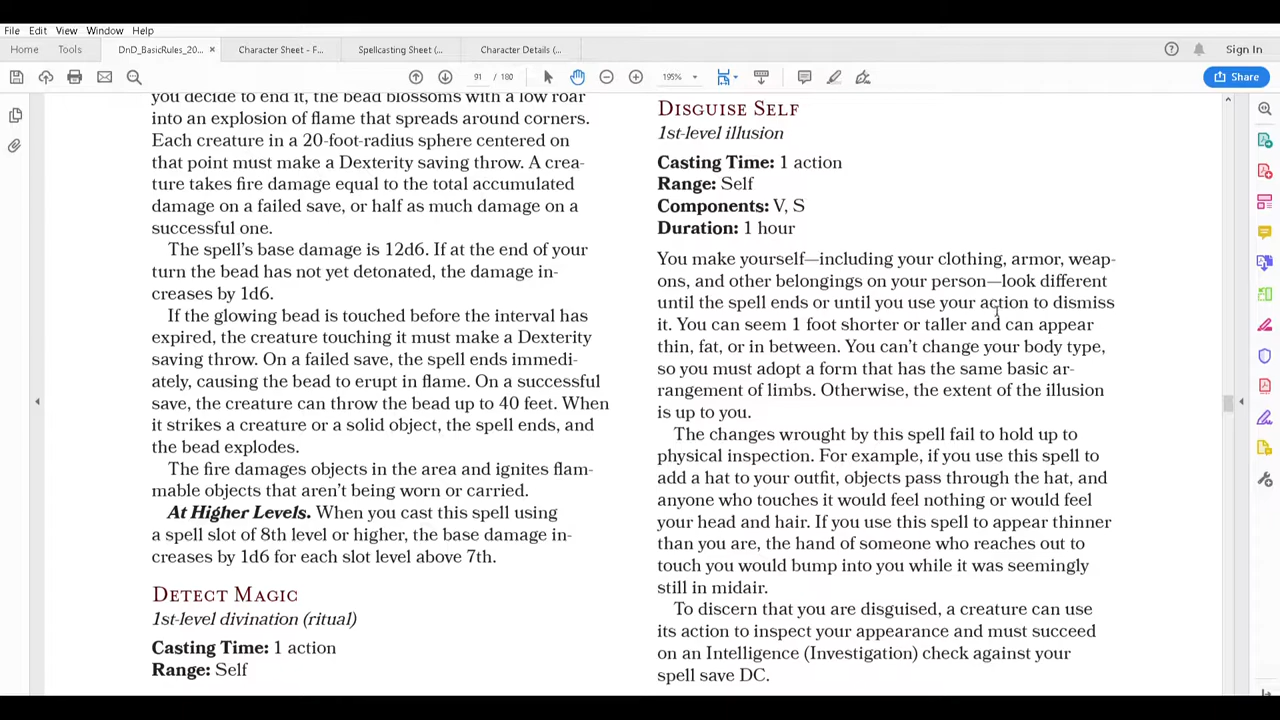 File Edit View Window Help
Home Tools DnD_BasicRules_20... × Character Sheet - F... Spellcasting Sheet (... Character Details (... Sign In
91 / 180 195% Share
you decide to end it, the bead blossoms with a low roar
into an explosion of flame that spreads around corners.
Each creature in a 20-foot-radius sphere centered on
that point must make a Dexterity saving throw. A crea-
ture takes fire damage equal to the total accumulated
damage on a failed save, or half as much damage on a
successful one.
The spell's base damage is 12d6. If at the end of your
turn the bead has not yet detonated, the damage in-
creases by 1d6.
If the glowing bead is touched before the interval has
expired, the creature touching it must make a Dexterity
saving throw. On a failed save, the spell ends immedi-
ately, causing the bead to erupt in flame. On a successful
save, the creature can throw the bead up to 40 feet. When
it strikes a creature or a solid object, the spell ends, and
the bead explodes.
The fire damages objects in the area and ignites flam-
mable objects that aren't being worn or carried.
At Higher Levels. When you cast this spell using
a spell slot of 8th level or higher, the base damage in-
creases by 1d6 for each slot level above 7th.
Detect Magic
1st-level divination (ritual)
Casting Time: 1 action
Range: Self
Disguise Self
1st-level illusion
Casting Time: 1 action
Range: Self
Components: V, S
Duration: 1 hour
You make yourself—including your clothing, armor, weap-
ons, and other belongings on your person—look different
until the spell ends or until you use your action to dismiss
it. You can seem 1 foot shorter or taller and can appear
thin, fat, or in between. You can't change your body type,
so you must adopt a form that has the same basic ar-
rangement of limbs. Otherwise, the extent of the illusion
is up to you.
The changes wrought by this spell fail to hold up to
physical inspection. For example, if you use this spell to
add a hat to your outfit, objects pass through the hat, and
anyone who touches it would feel nothing or would feel
your head and hair. If you use this spell to appear thinner
than you are, the hand of someone who reaches out to
touch you would bump into you while it was seemingly
still in midair.
To discern that you are disguised, a creature can use
its action to inspect your appearance and must succeed
on an Intelligence (Investigation) check against your
spell save DC.